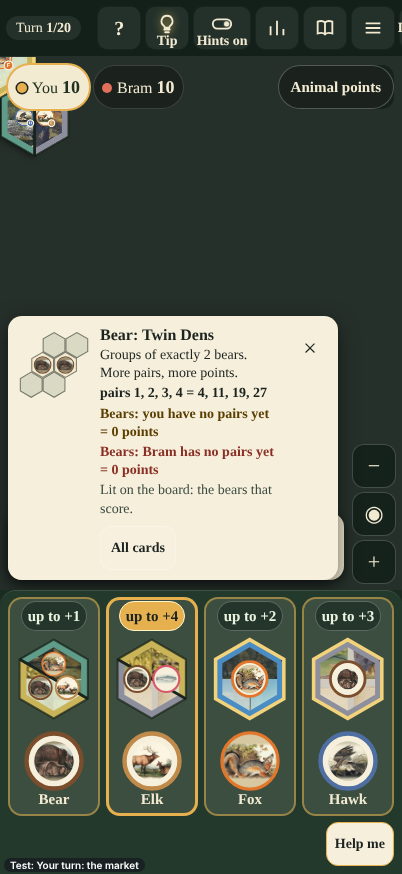 Turn 1/20
?
Tip
Hints on
You 10
Bram 10
Animal points
Bear: Twin Dens
Groups of exactly 2 bears.
More pairs, more points.
pairs 1, 2, 3, 4 = 4, 11, 19, 27
Bears: you have no pairs yet
= 0 points
Bears: Bram has no pairs yet
= 0 points
Lit on the board: the bears that
score.
All cards
up to +1
up to +4
up to +2
up to +3
Bear
Elk
Fox
Hawk
Help me
Test: Your turn: the market